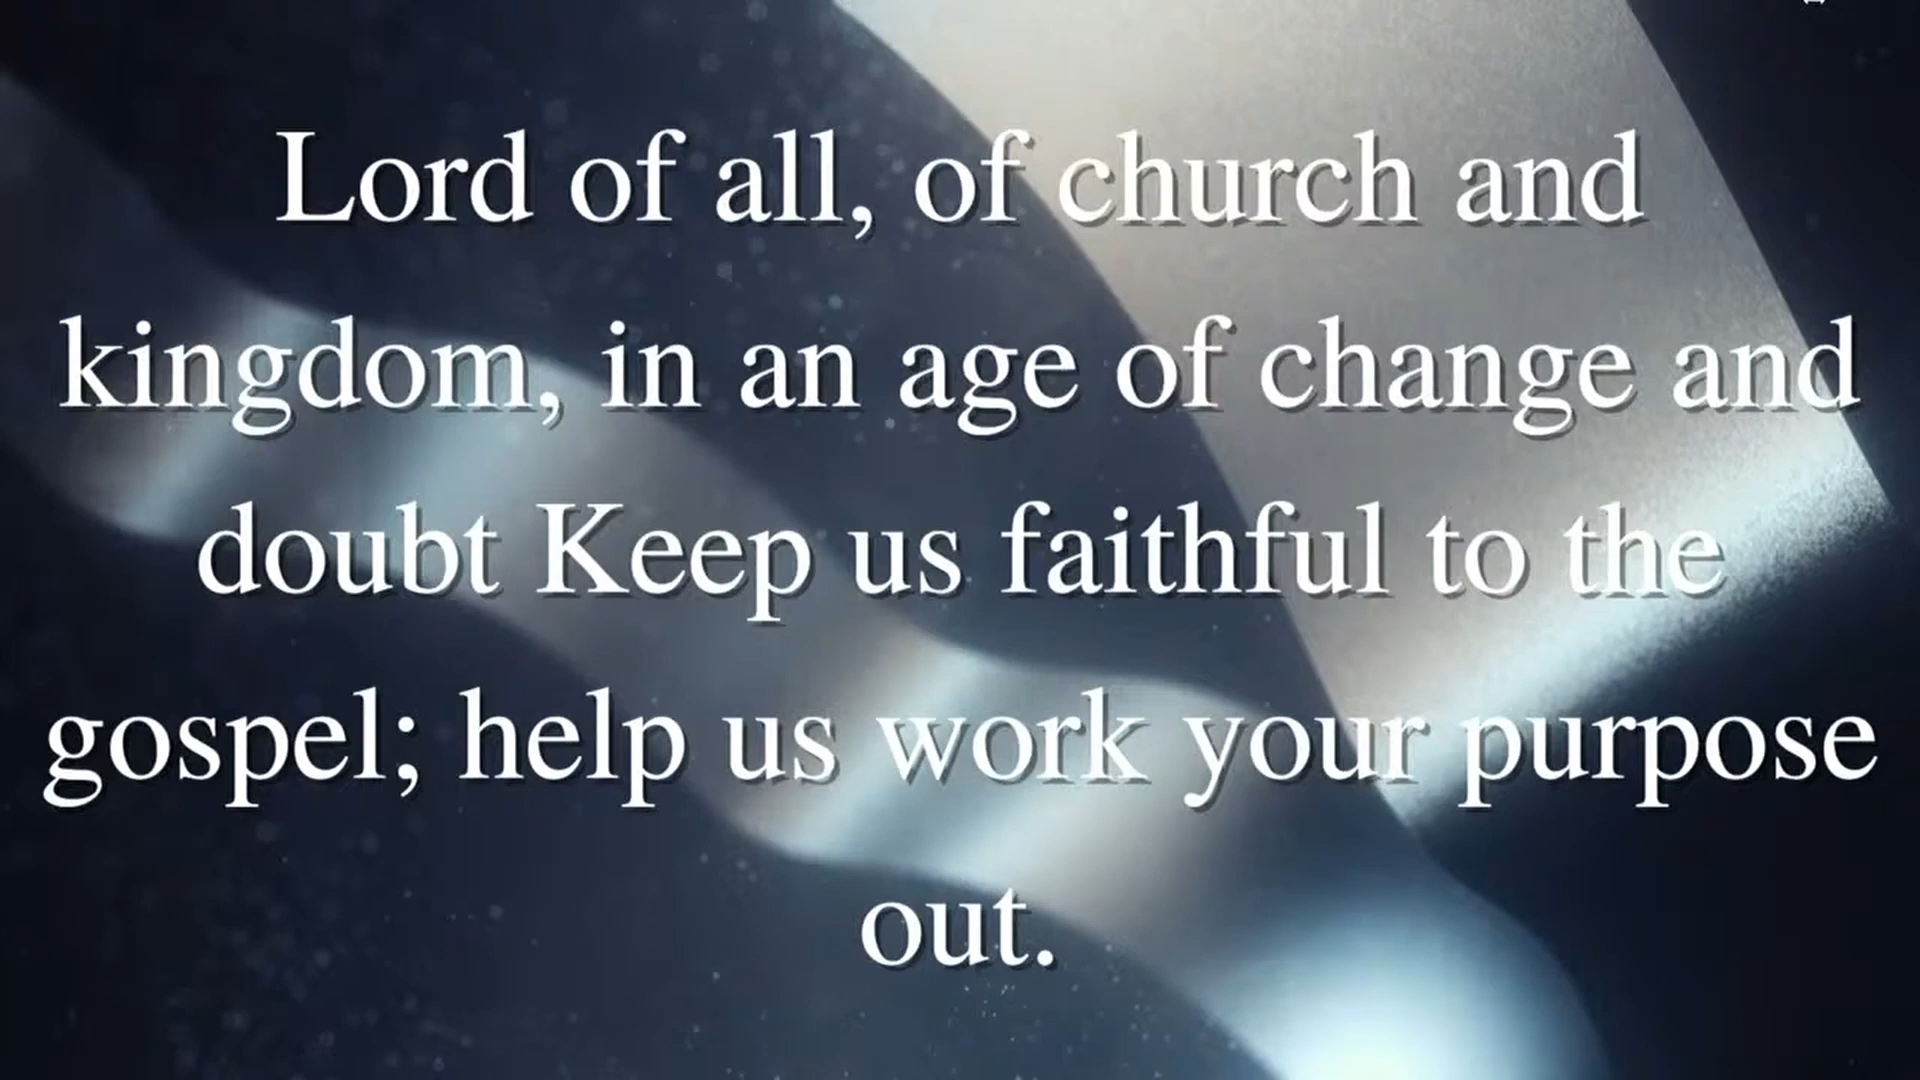 Lord of all, of church and
kingdom, in an age of change and
doubt Keep us faithful to the
gospel; help us work your purpose
out.